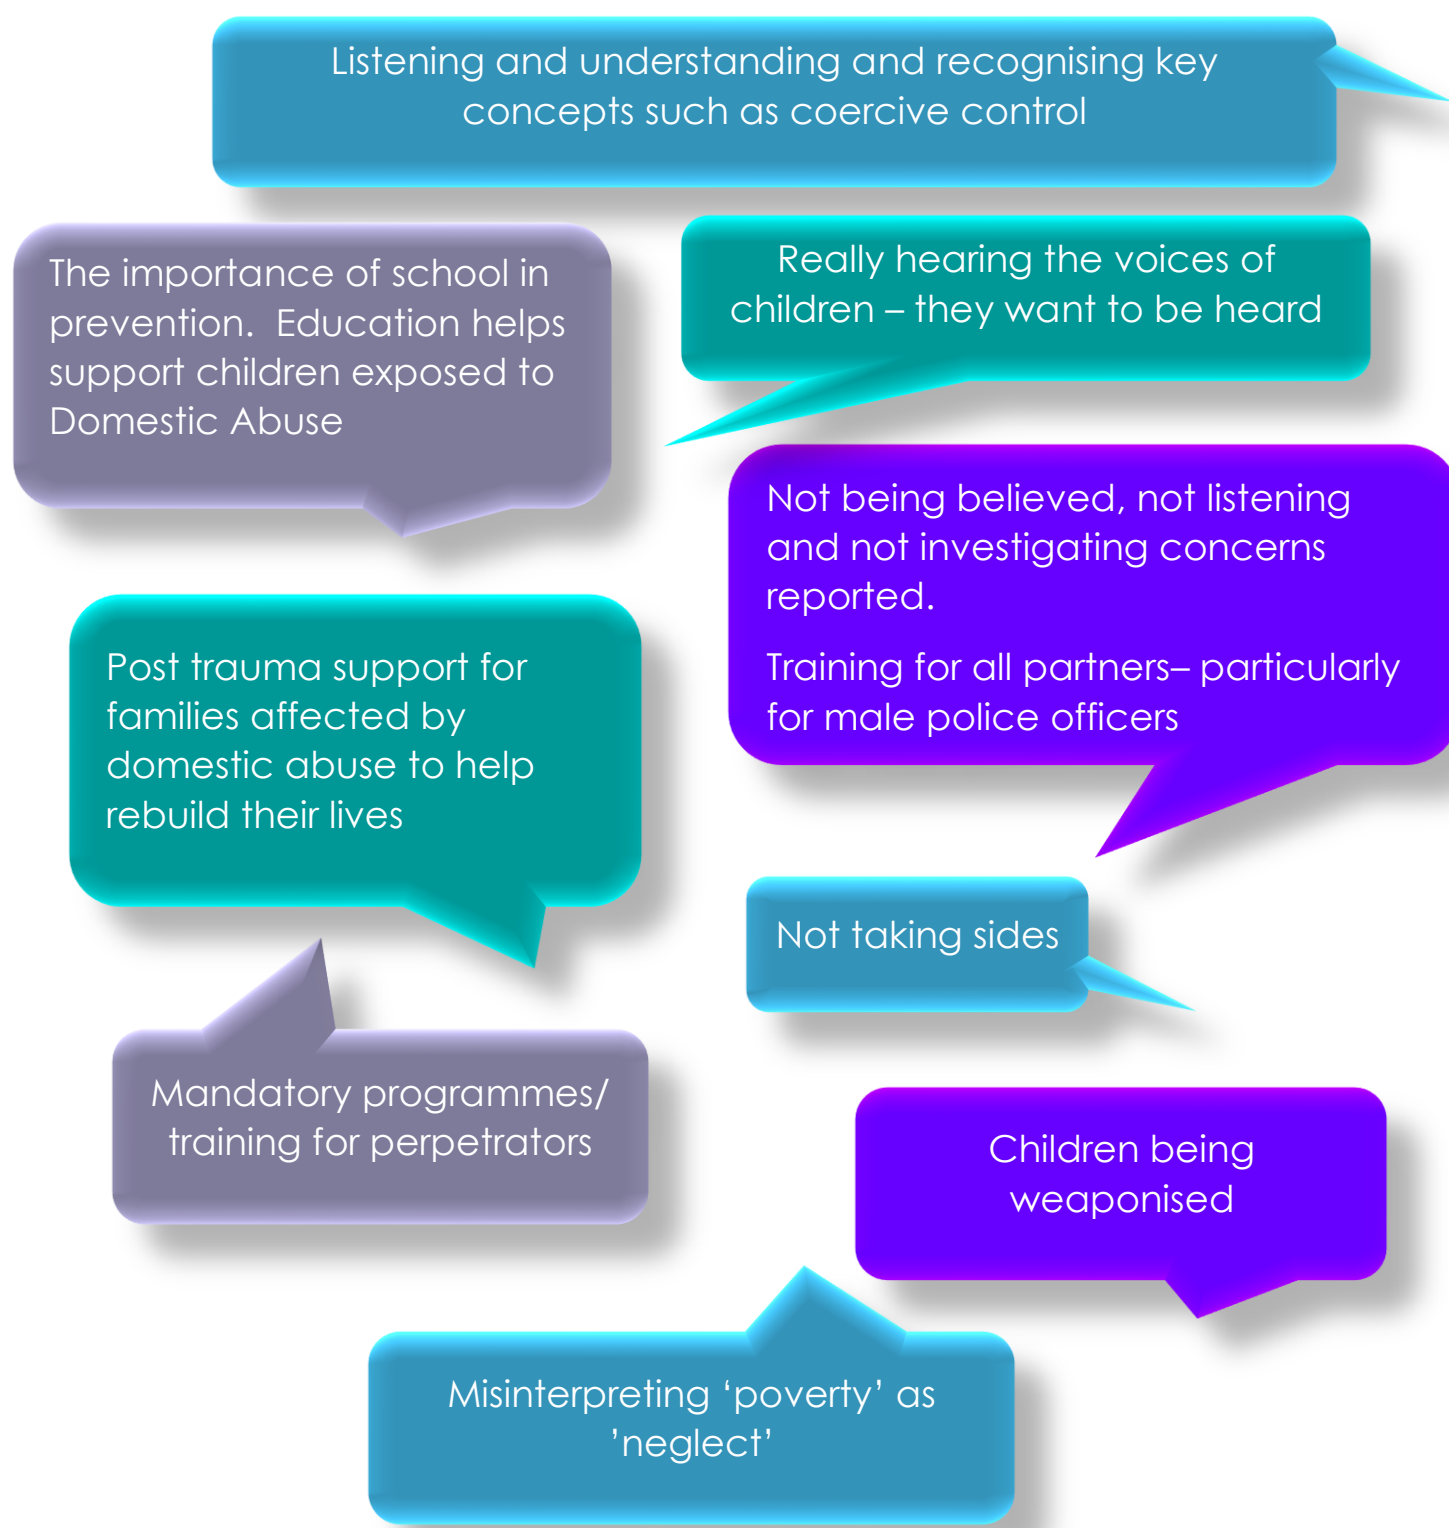 Listening and understanding and recognising key
concepts such as coercive control
The importance of school in
prevention.  Education helps
support children exposed to
Domestic Abuse
Really hearing the voices of
children – they want to be heard
Not being believed, not listening
and not investigating concerns
reported.
Training for all partners– particularly
for male police officers
Post trauma support for
families affected by
domestic abuse to help
rebuild their lives
Not taking sides
Mandatory programmes/
training for perpetrators
Children being
weaponised
Misinterpreting ‘poverty’ as
’neglect’